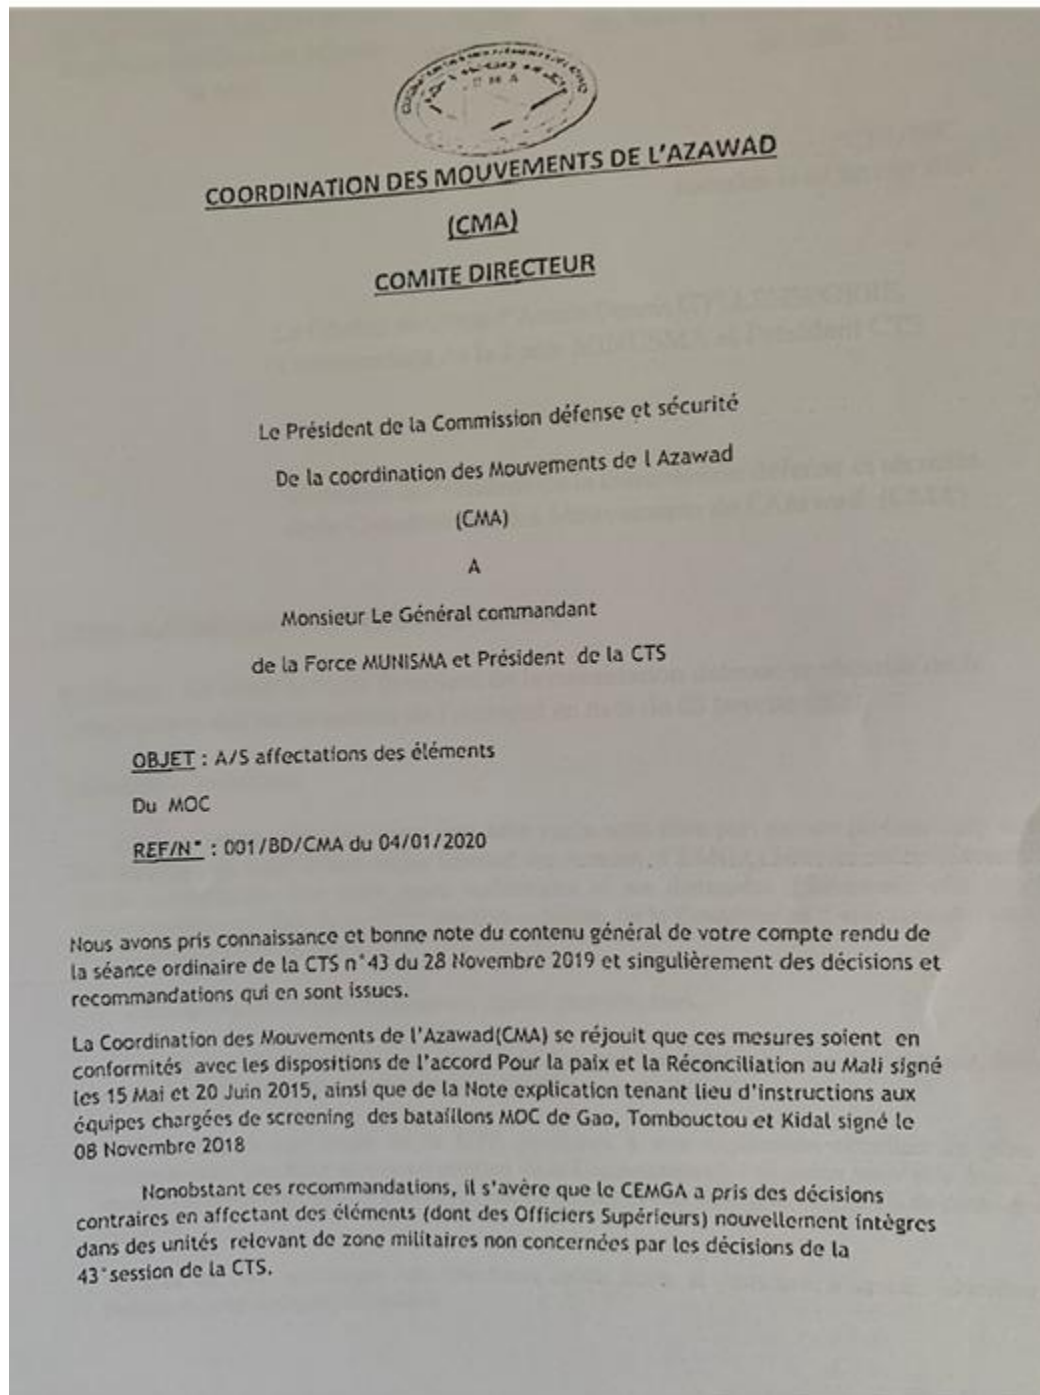 CMA
COORDINATION DES MOUVEMENTS DE L'AZAWAD
(CMA)
COMITE DIRECTEUR
Le Président de la Commission défense et sécurité
De la coordination des Mouvements de l Azawad
(CMA)
A
Monsieur Le Général commandant
de la Force MUNISMA et Président de la CTS
OBJET : A/S affectations des éléments
Du MOC
REF/N° : 001/BD/CMA du 04/01/2020
Nous avons pris connaissance et bonne note du contenu général de votre compte rendu de
la séance ordinaire de la CTS n°43 du 28 Novembre 2019 et singulièrement des décisions et
recommandations qui en sont issues.
La Coordination des Mouvements de l'Azawad(CMA) se réjouit que ces mesures soient en
conformités avec les dispositions de l'accord Pour la paix et la Réconciliation au Mali signé
les 15 Mai et 20 Juin 2015, ainsi que de la Note explication tenant lieu d'instructions aux
équipes chargées de screening des bataillons MOC de Gao, Tombouctou et Kidal signé le
08 Novembre 2018
Nonobstant ces recommandations, il s'avère que le CEMGA a pris des décisions
contraires en affectant des éléments (dont des Officiers Supérieurs) nouvellement intègres
dans des unités relevant de zone militaires non concernées par les décisions de la
43°session de la CTS.